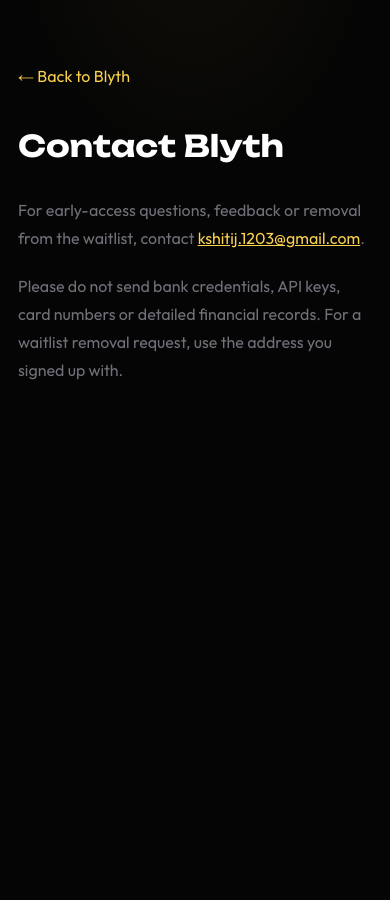 ← Back to Blyth
Contact Blyth
For early-access questions, feedback or removal
from the waitlist, contact kshitij.1203@gmail.com.
Please do not send bank credentials, API keys,
card numbers or detailed financial records. For a
waitlist removal request, use the address you
signed up with.